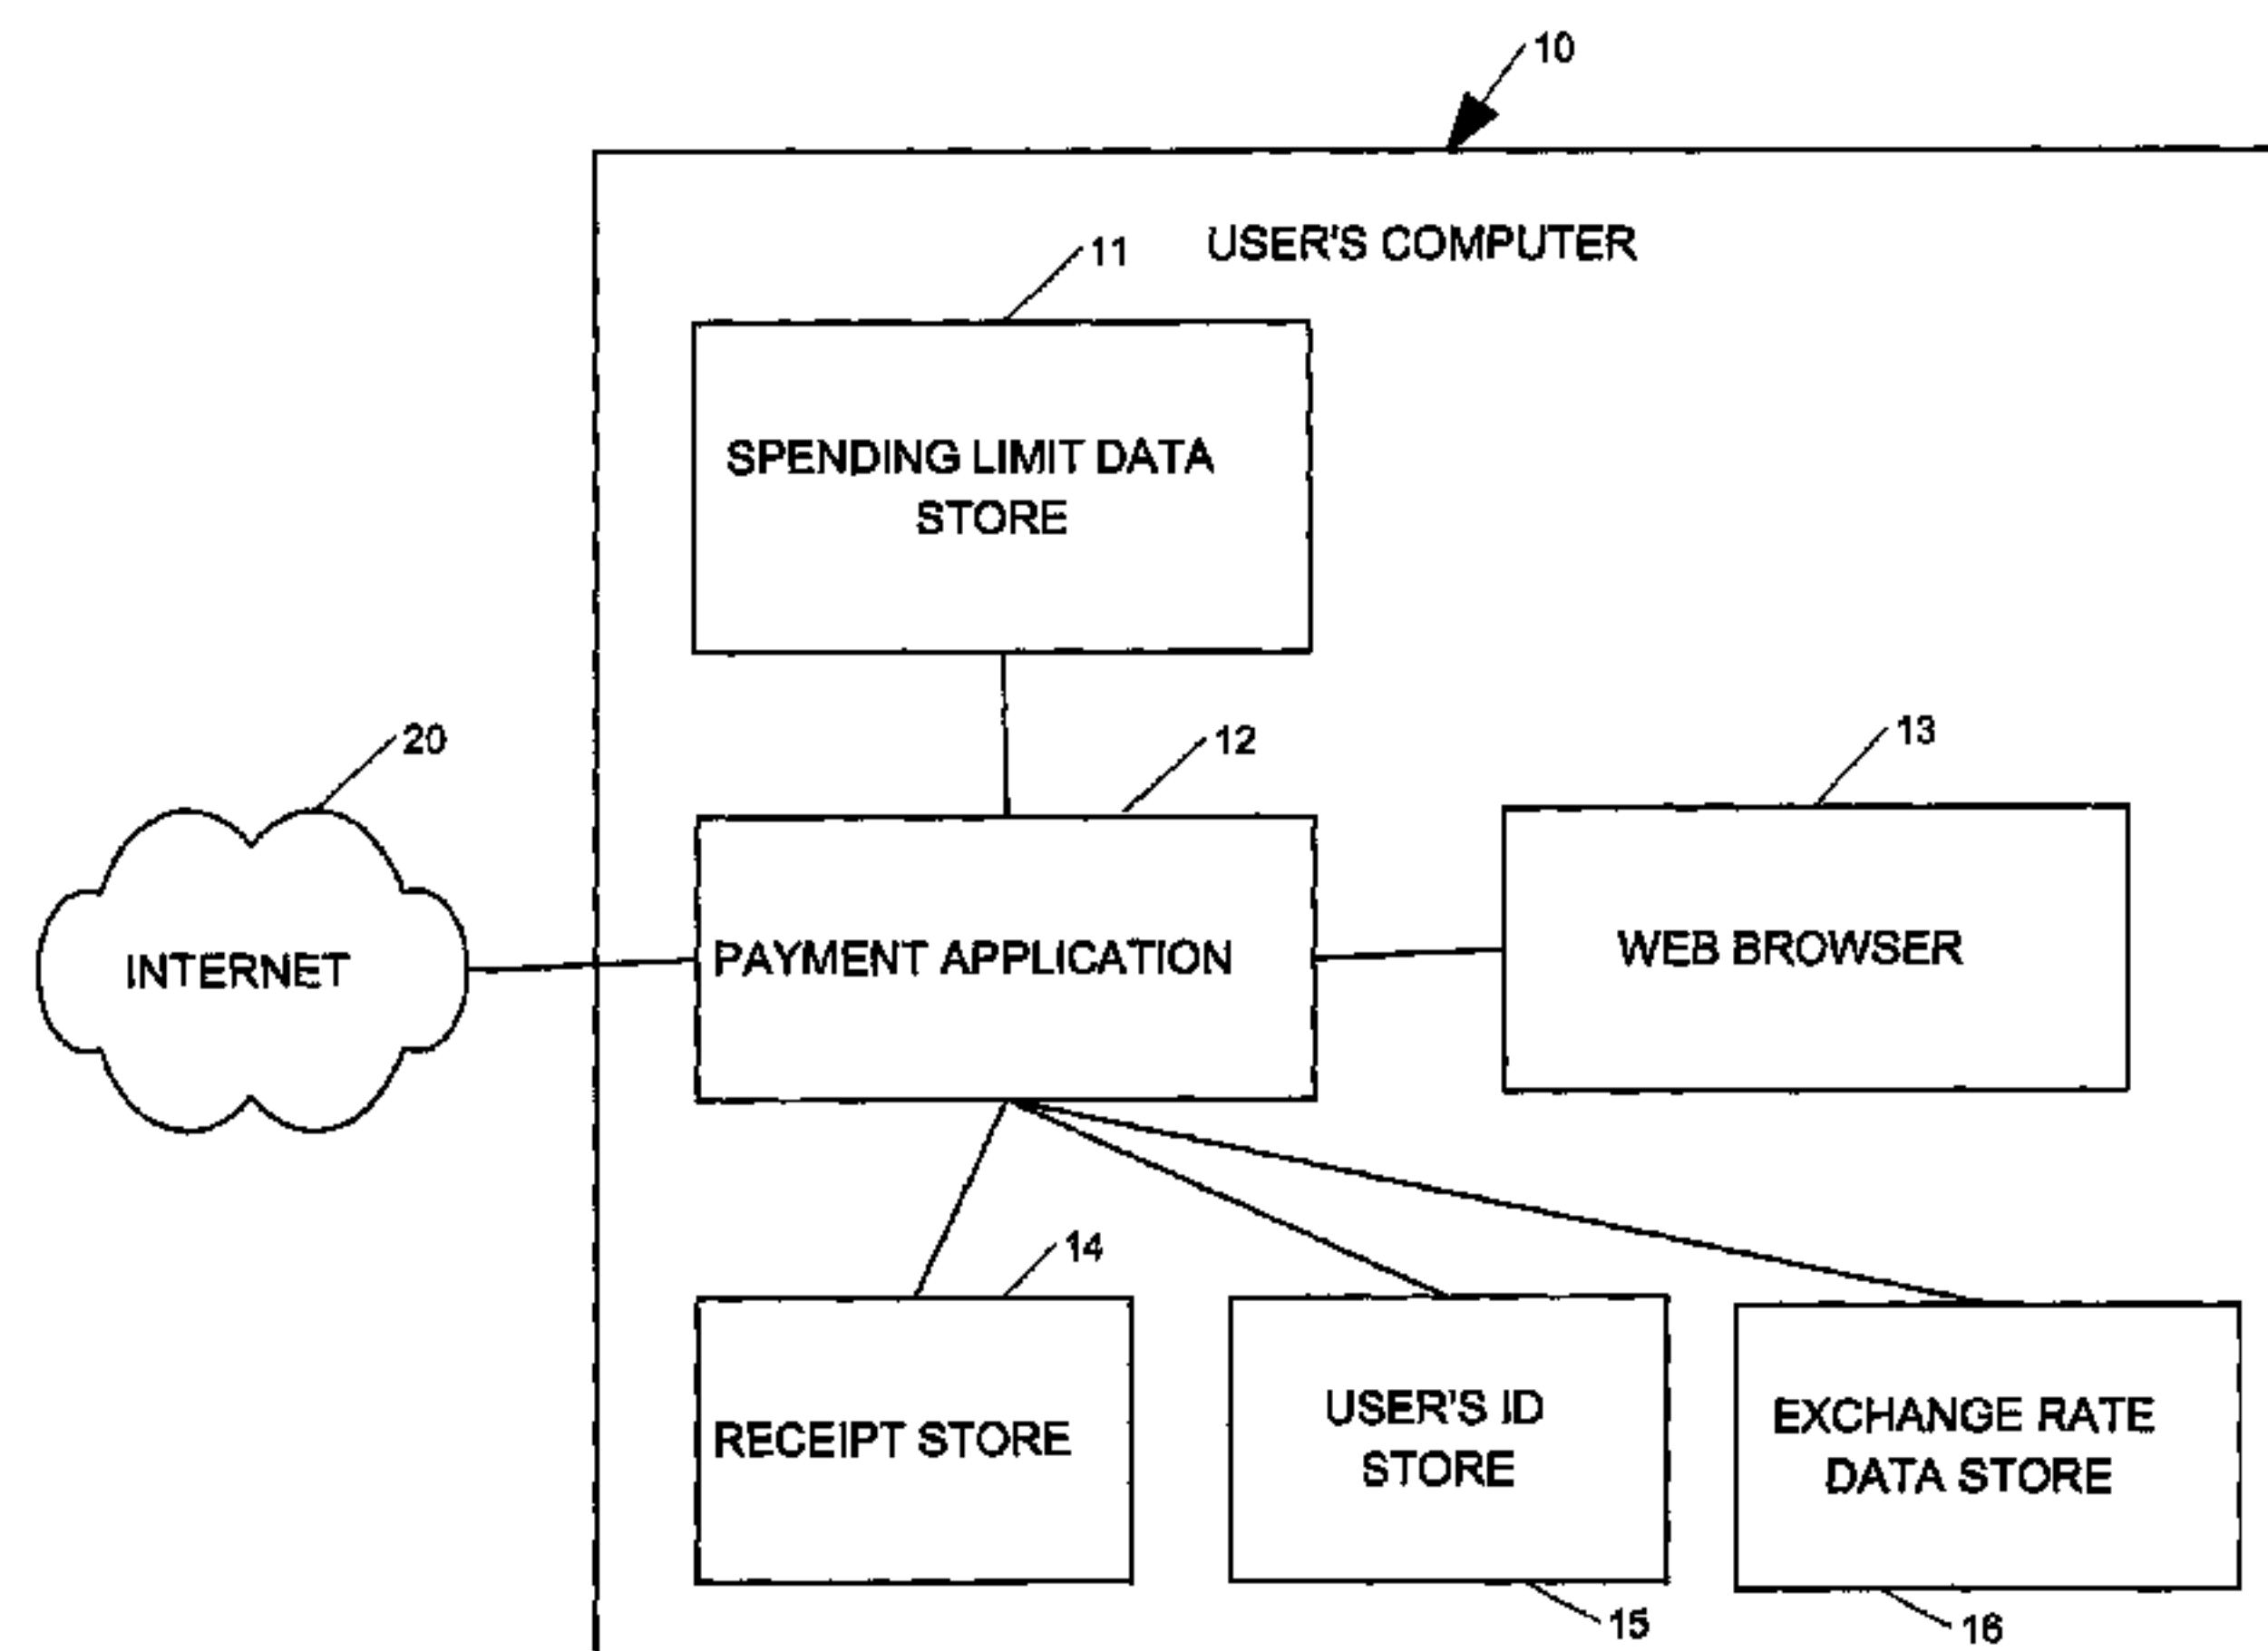 10
USER'S COMPUTER
11
SPENDING LIMIT DATA
STORE
20
12
13
INTERNET
PAYMENT APPLICATION
WEB BROWSER
14
RECEIPT STORE
USER'S ID
STORE
EXCHANGE RATE
DATA STORE
15
16